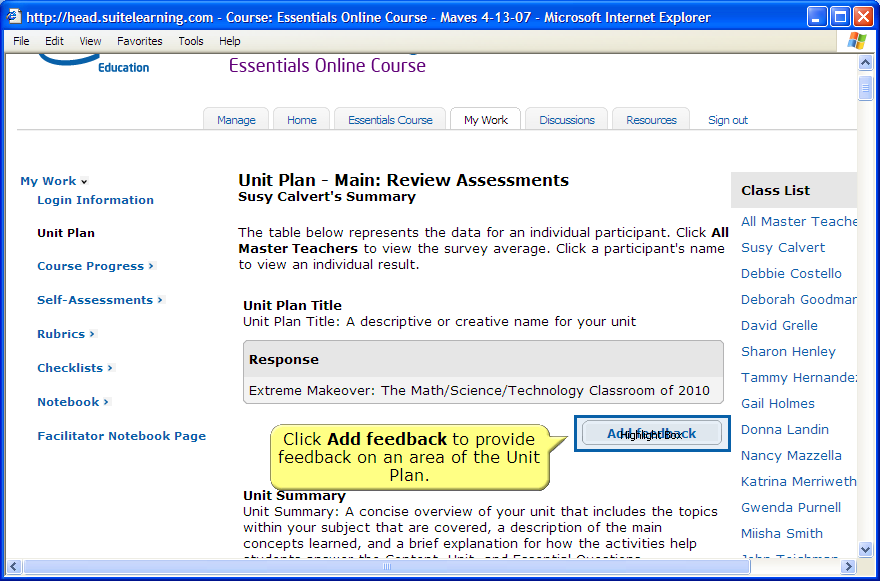 http://head.suitelearning.com - Course: Essentials Online Course - Maves 4-13-07 - Microsoft Internet Explorer
File Edit View Favorites Tools Help
Education
Essentials Online Course
Manage Home Essentials Course My Work Discussions Resources Sign out
My Work
Login Information
Unit Plan
Course Progress
Self-Assessments
Rubrics
Checklists
Notebook
Facilitator Notebook Page
Unit Plan - Main: Review Assessments
Susy Calvert's Summary
The table below represents the data for an individual participant. Click All
Master Teachers to view the survey average. Click a participant's name
to view an individual result.
Unit Plan Title
Unit Plan Title: A descriptive or creative name for your unit
Response
Extreme Makeover: The Math/Science/Technology Classroom of 2010
Add feedback
Highlight Box
Click Add feedback to provide
feedback on an area of the Unit
Plan.
Unit Summary
Unit Summary: A concise overview of your unit that includes the topics
within your subject that are covered, a description of the main
concepts learned, and a brief explanation for how the activities help
students answer the Content, Unit, and Essential Questions
Class List
All Master Teache
Susy Calvert
Debbie Costello
Deborah Goodmar
David Grelle
Sharon Henley
Tammy Hernande
Gail Holmes
Donna Landin
Nancy Mazzella
Katrina Merriweth
Gwenda Purnell
Miisha Smith
John Teichman